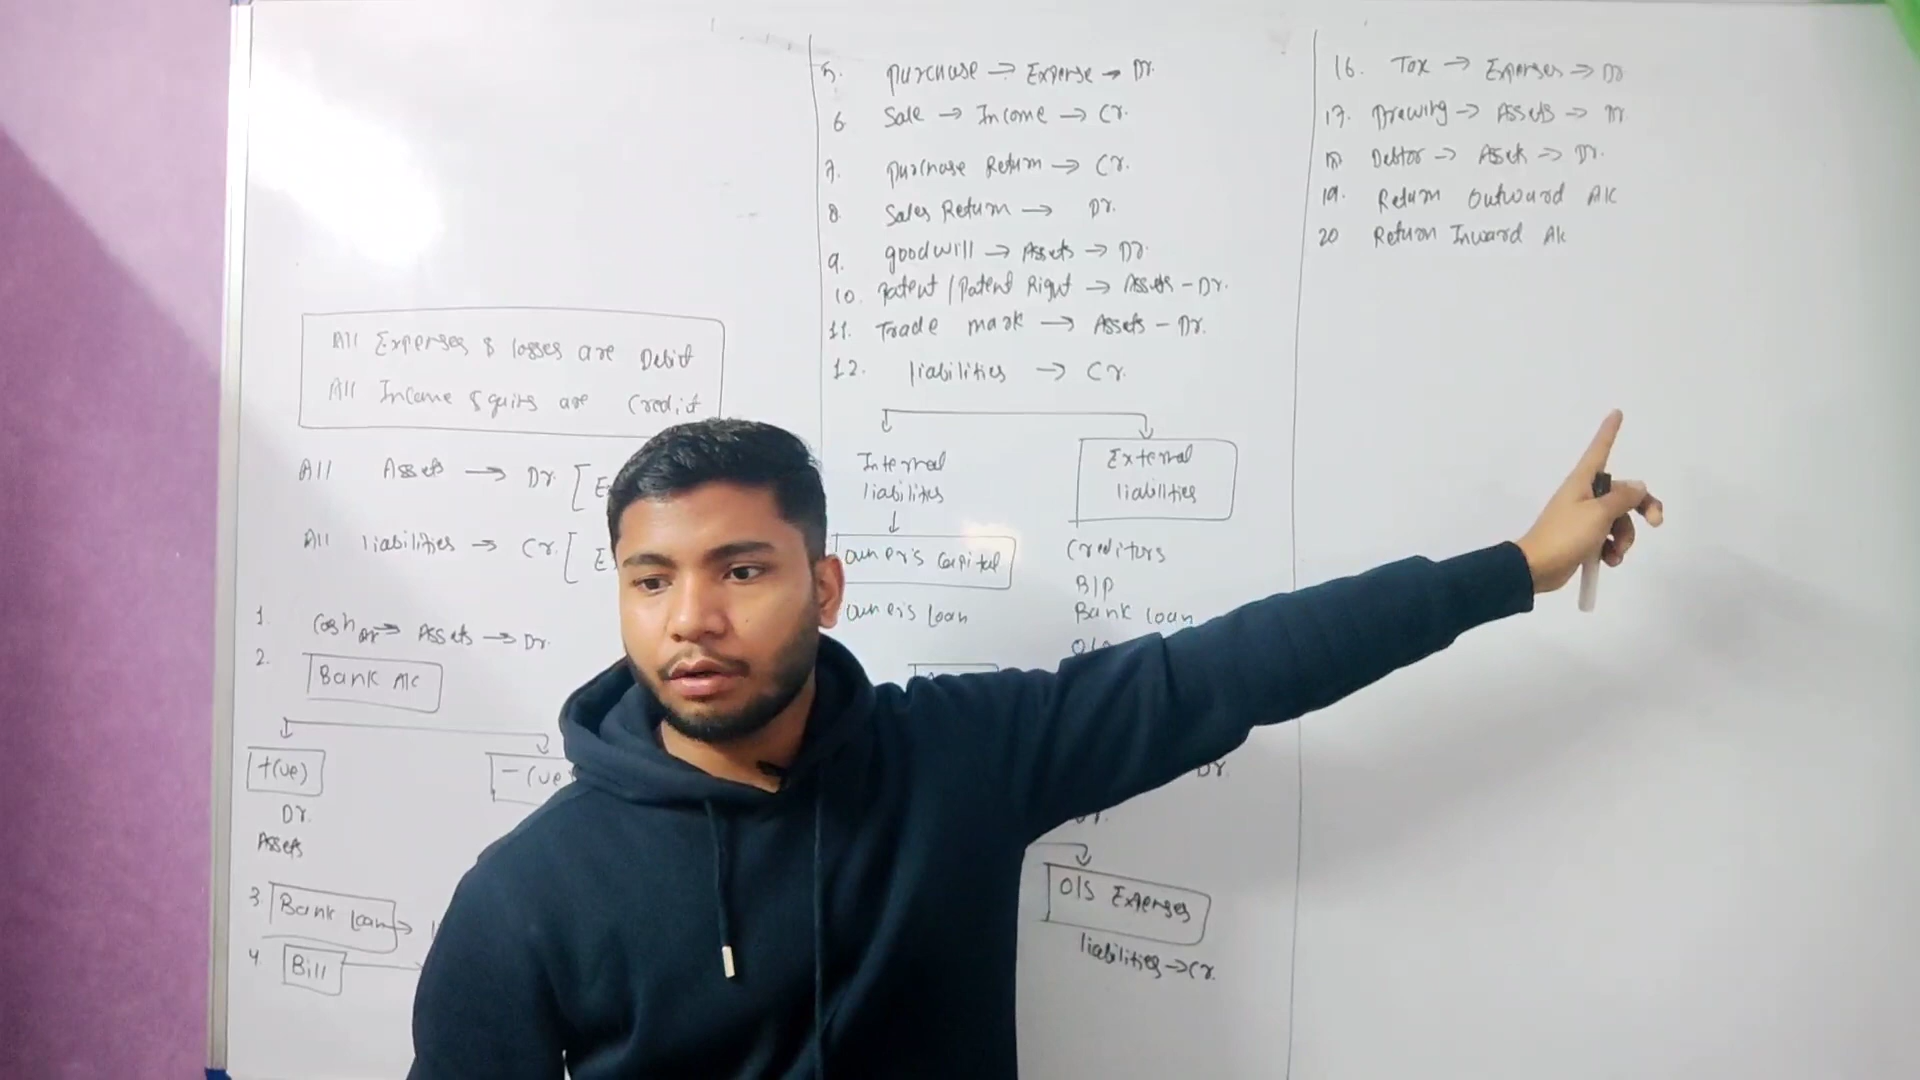 All Expenses & losses are Debit
All Income & gains are Credit
All Assets → Dr. [E
All liabilities → Cr. [E
1. Cash → Assets → Dr.
2. Bank A/C
+(ve)
-(ve
Dr.
Assets
3. Bank loan →
4. Bill
5. purchase → Expense → Dr.
6 Sale → Income → Cr.
7. purchase Return → Cr.
8. Sales Return → Dr.
9. goodwill → Assets → Dr.
10. Patent / Patent Right → Assets - Dr.
11. Trade mark → Assets - Dr.
12. liabilities → Cr.
Internal
liabilites
owner's Capital
owner's loan
External
liabilities
Creditors
B/P
Bank loan
O/S
Dr.
O/S Expenses
liabilities → Cr.
16. Tax → Expenses → Dr
17. Drawing → Assets → Dr.
18 Debtor → Asset → Dr.
19. Return Outward A/C
20 Return Inward A/c